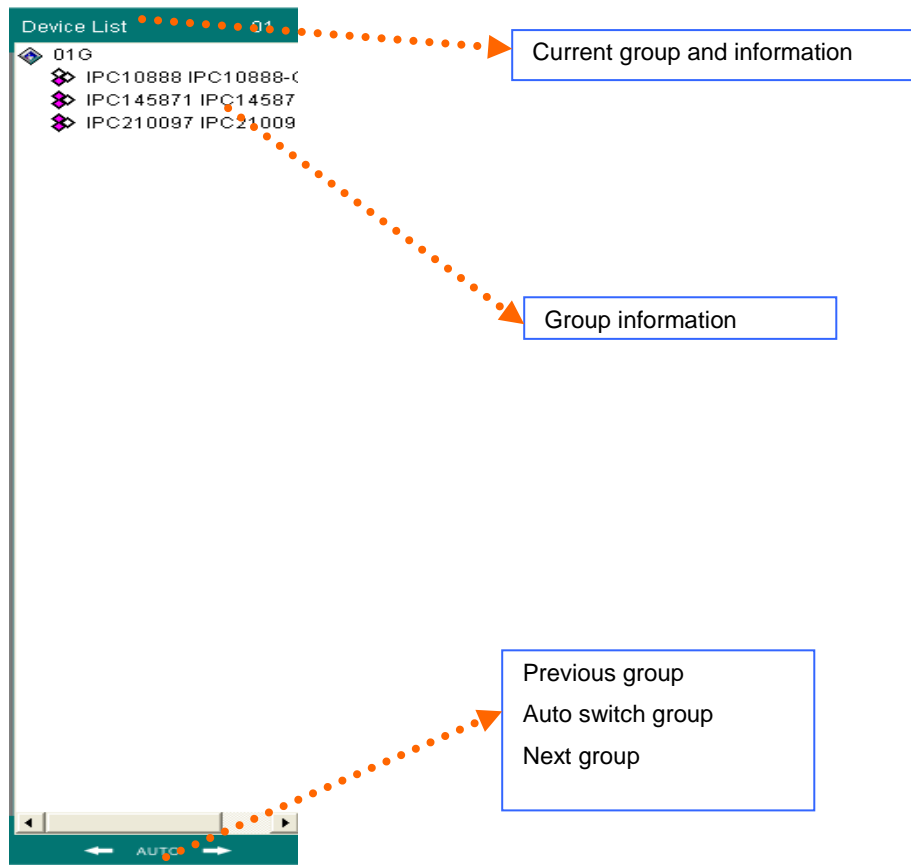 Device List 01
01G
IPC10888 IPC10888-(
IPC145871 IPC14587
IPC210097 IPC21009
Current group and information
Group information
Previous group
Auto switch group
Next group
AUTO